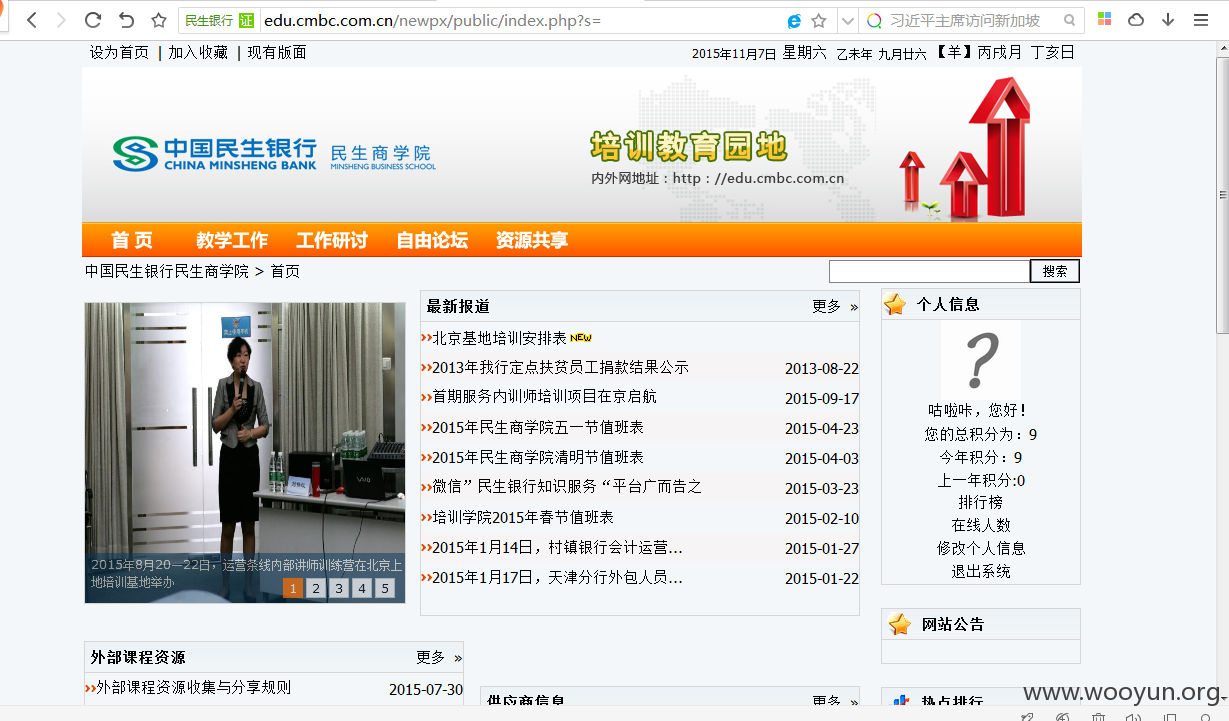 民生银行 证 edu.cmbc.com.cn/newpx/public/index.php?s= 习近平主席访问新加坡
设为首页 | 加入收藏 | 现有版面
2015年11月7日 星期六 乙未年 九月廿六 【羊】丙戌月 丁亥日
中国民生银行
CHINA MINSHENG BANK
民生商学院
MINSHENG BUSINESS SCHOOL
培训教育园地
内外网地址：http：//edu.cmbc.com.cn
首 页 教学工作 工作研讨 自由论坛 资源共享
中国民生银行民生商学院 > 首页
搜索
2015年8月20－22日，运营条线内部讲师训练营在北京上
地培训基地举办
1 2 3 4 5
最新报道 更多 »
››北京基地培训安排表 NEW
››2013年我行定点扶贫员工捐款结果公示 2013-08-22
››首期服务内训师培训项目在京启航 2015-09-17
››2015年民生商学院五一节值班表 2015-04-23
››2015年民生商学院清明节值班表 2015-04-03
››微信”民生银行知识服务“平台广而告之 2015-03-23
››培训学院2015年春节值班表 2015-02-10
››2015年1月14日，村镇银行会计运营... 2015-01-27
››2015年1月17日，天津分行外包人员... 2015-01-22
个人信息
?
咕啦咔，您好！
您的总积分为：9
今年积分：9
上一年积分:0
排行榜
在线人数
修改个人信息
退出系统
网站公告
外部课程资源 更多 »
››外部课程资源收集与分享规则 2015-07-30
供应商信息 更多 »
热点排行
www.wooyun.org